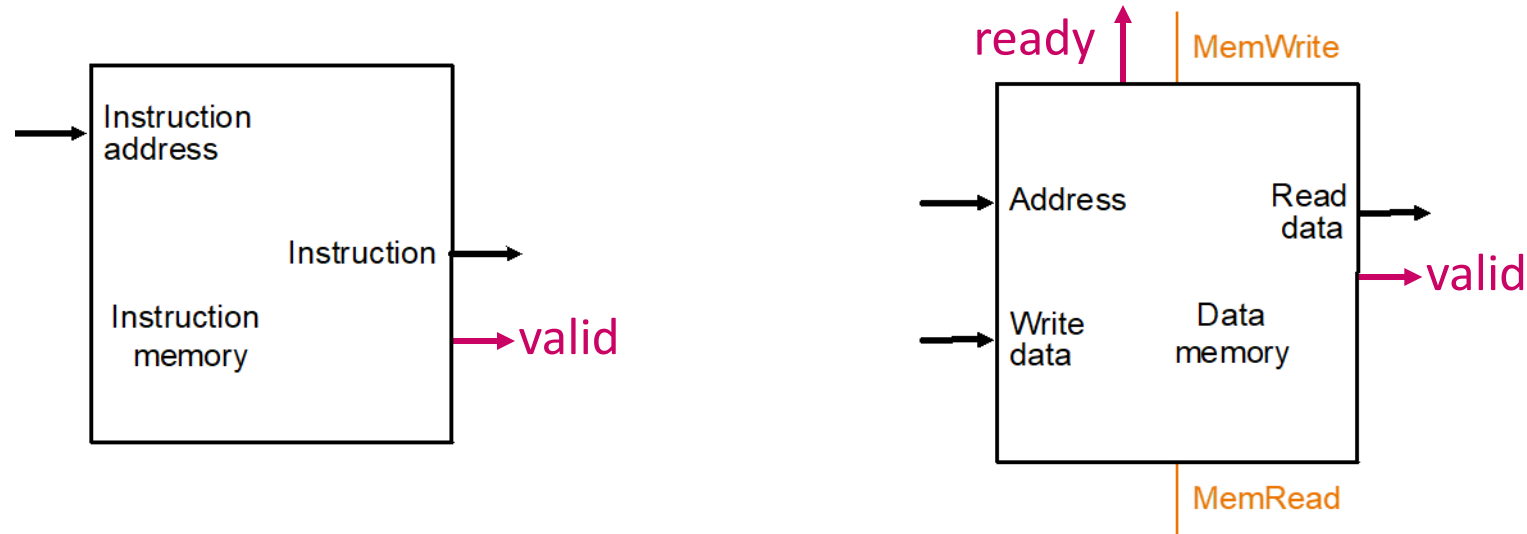 Instruction
address
Instruction
Instruction
memory
valid
ready
MemWrite
Address
Read
data
valid
Write
data
Data
memory
MemRead